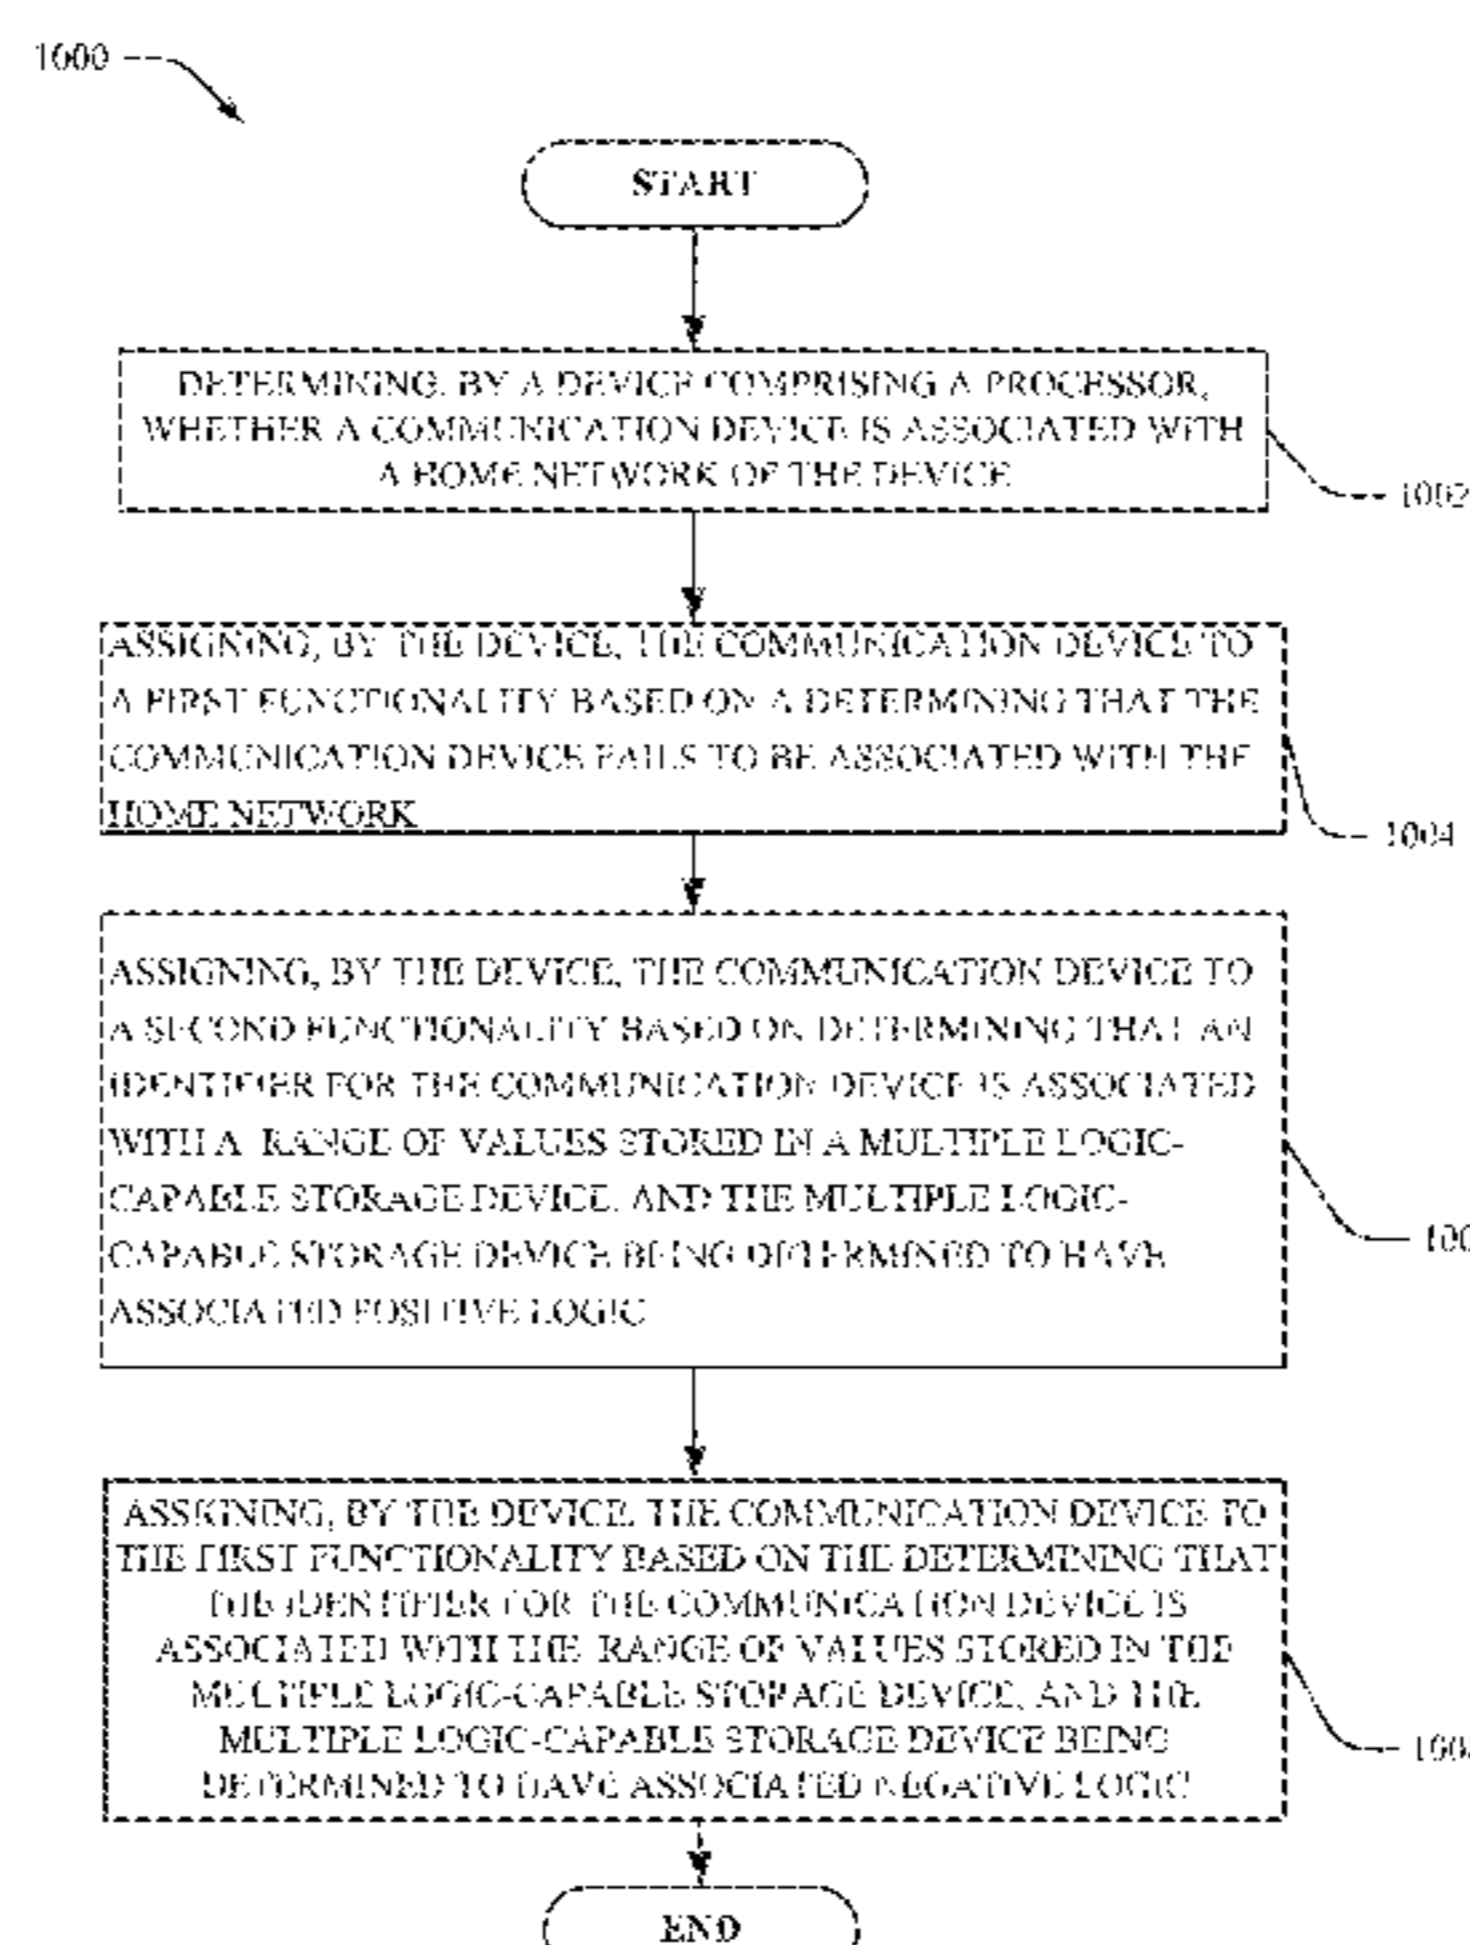 1000
START
DETERMINING, BY A DEVICE COMPRISING A PROCESSOR,
WHETHER A COMMUNICATION DEVICE IS ASSOCIATED WITH
A HOME NETWORK OF THE DEVICE
1002
ASSIGNING, BY THE DEVICE, THE COMMUNICATION DEVICE TO
A FIRST FUNCTIONALITY BASED ON A DETERMINING THAT THE
COMMUNICATION DEVICE FAILS TO BE ASSOCIATED WITH THE
HOME NETWORK
1004
ASSIGNING, BY THE DEVICE, THE COMMUNICATION DEVICE TO
A SECOND FUNCTIONALITY BASED ON DETERMINING THAT AN
IDENTIFIER FOR THE COMMUNICATION DEVICE IS ASSOCIATED
WITH A RANGE OF VALUES STORED IN A MULTIPLE LOGIC-
CAPABLE STORAGE DEVICE, AND THE MULTIPLE LOGIC-
CAPABLE STORAGE DEVICE BEING DETERMINED TO HAVE
ASSOCIATED POSITIVE LOGIC
100
ASSIGNING, BY THE DEVICE, THE COMMUNICATION DEVICE TO
THE FIRST FUNCTIONALITY BASED ON THE DETERMINING THAT
THE IDENTIFIER FOR THE COMMUNICATION DEVICE IS
ASSOCIATED WITH THE RANGE OF VALUES STORED IN THE
MULTIPLE LOGIC-CAPABLE STORAGE DEVICE, AND THE
MULTIPLE LOGIC-CAPABLE STORAGE DEVICE BEING
DETERMINED TO HAVE ASSOCIATED NEGATIVE LOGIC
100
END